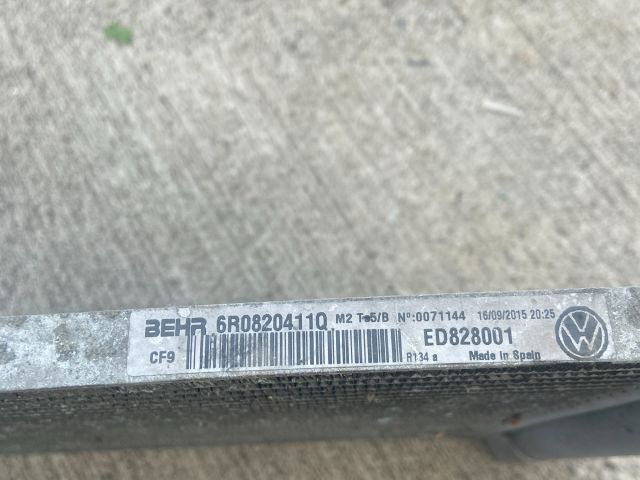 BEHR 6R0820411Q M2 T-5/B Nº:0071144 16/09/2015 20:25
CF9 R134 a ED828001 Made in Spain